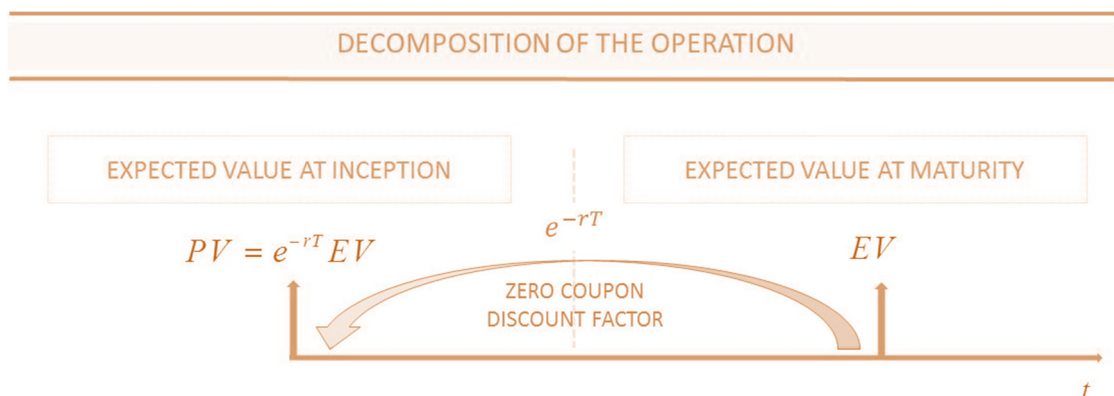 DECOMPOSITION OF THE OPERATION
EXPECTED VALUE AT INCEPTION
EXPECTED VALUE AT MATURITY
e^{-rT}
PV = e^{-rT} EV
EV
ZERO COUPON
DISCOUNT FACTOR
t